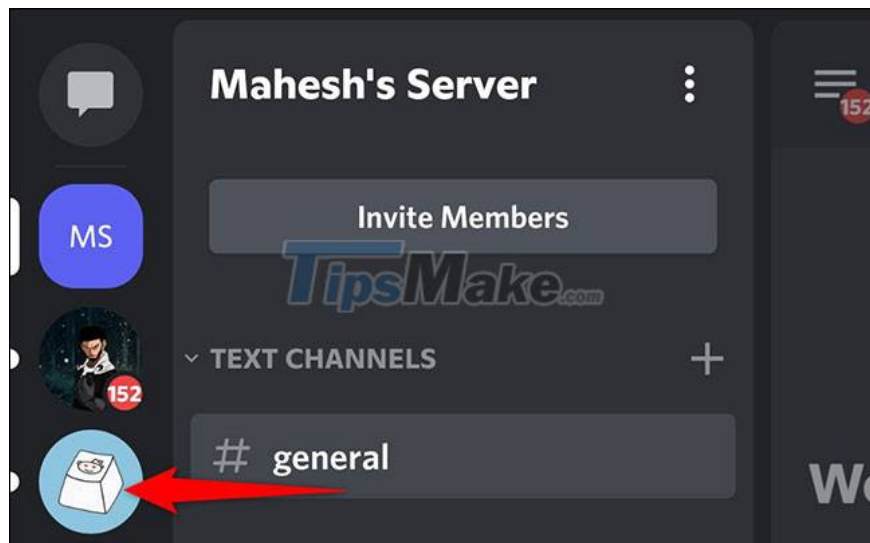 Mahesh's Server
152
Invite Members
MS
TipsMake.com
TEXT CHANNELS
152
# general
We